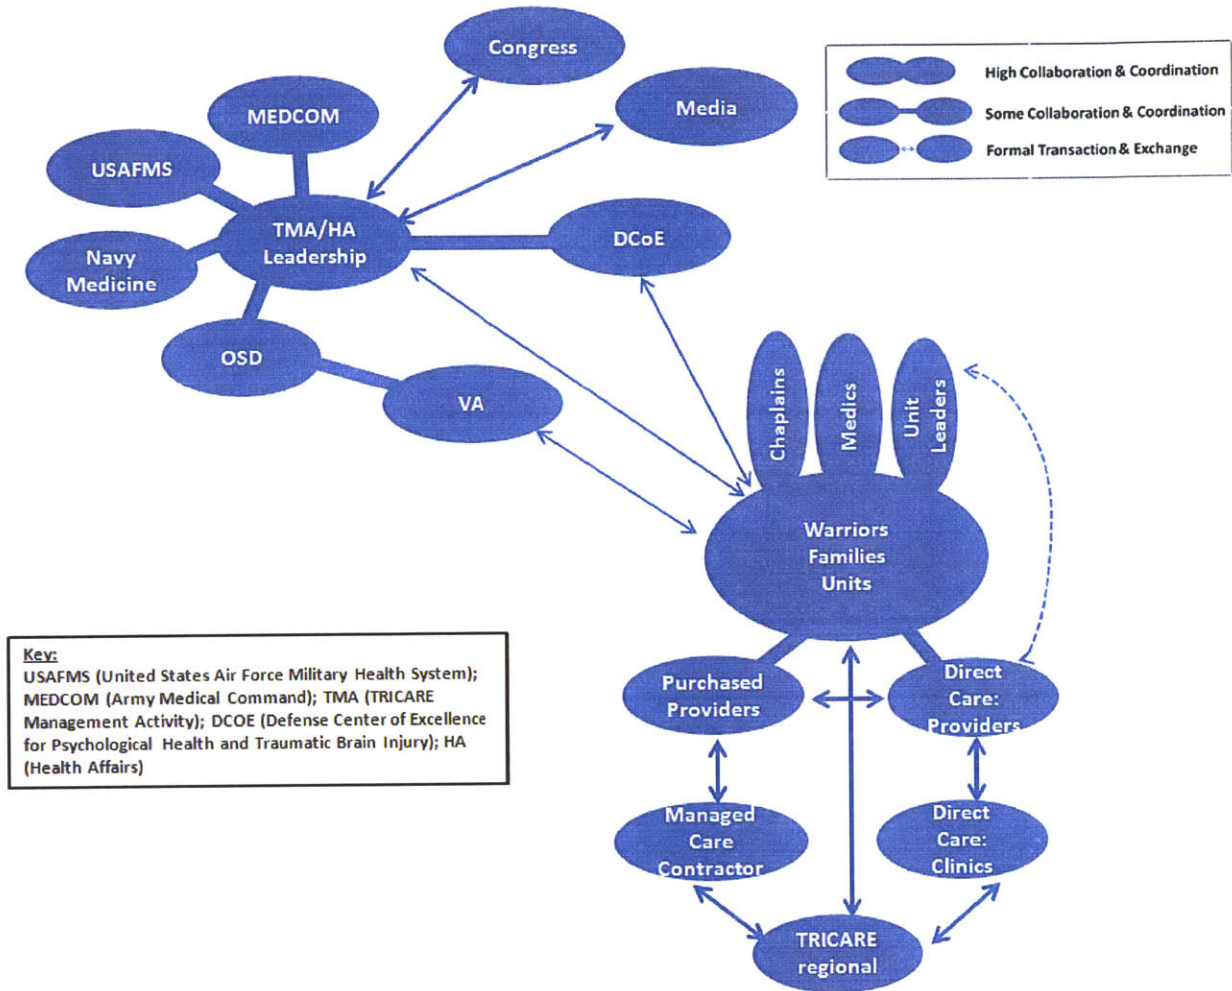 Congress
Media
MEDCOM
USAFMS
TMA/HA
Leadership
Navy
Medicine
DCoE
OSD
VA
High Collaboration & Coordination
Some Collaboration & Coordination
Formal Transaction & Exchange
Chaplains
Medics
Unit
Leaders
Warriors
Families
Units
Key:
USAFMS (United States Air Force Military Health System);
MEDCOM (Army Medical Command); TMA (TRICARE
Management Activity); DCOE (Defense Center of Excellence
for Psychological Health and Traumatic Brain Injury); HA
(Health Affairs)
Purchased
Providers
Direct
Care:
Providers
Managed
Care
Contractor
Direct
Care:
Clinics
TRICARE
regional